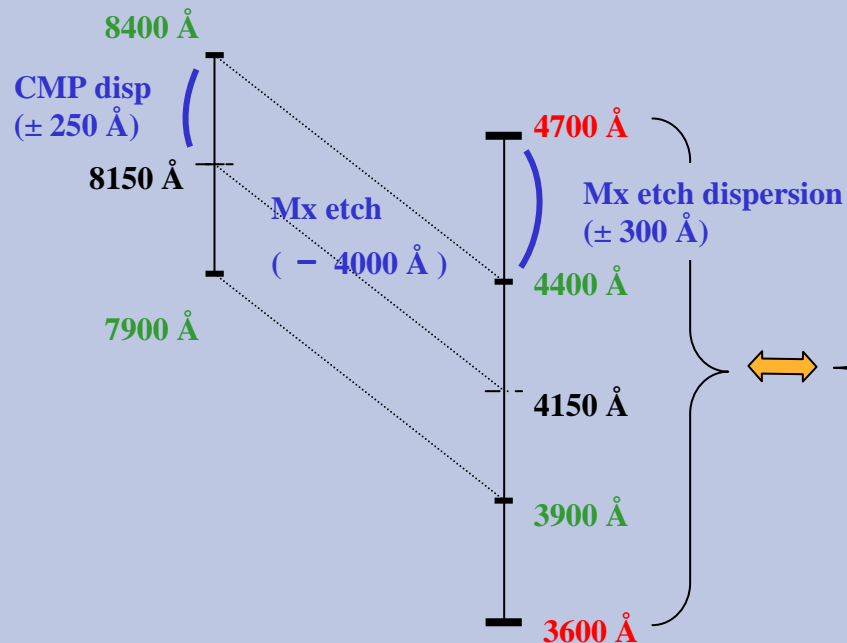 8400 Å
CMP disp
(± 250 Å)
8150 Å
7900 Å
Mx etch
( − 4000 Å )
4700 Å
Mx etch dispersion
(± 300 Å)
4400 Å
4150 Å
3900 Å
3600 Å